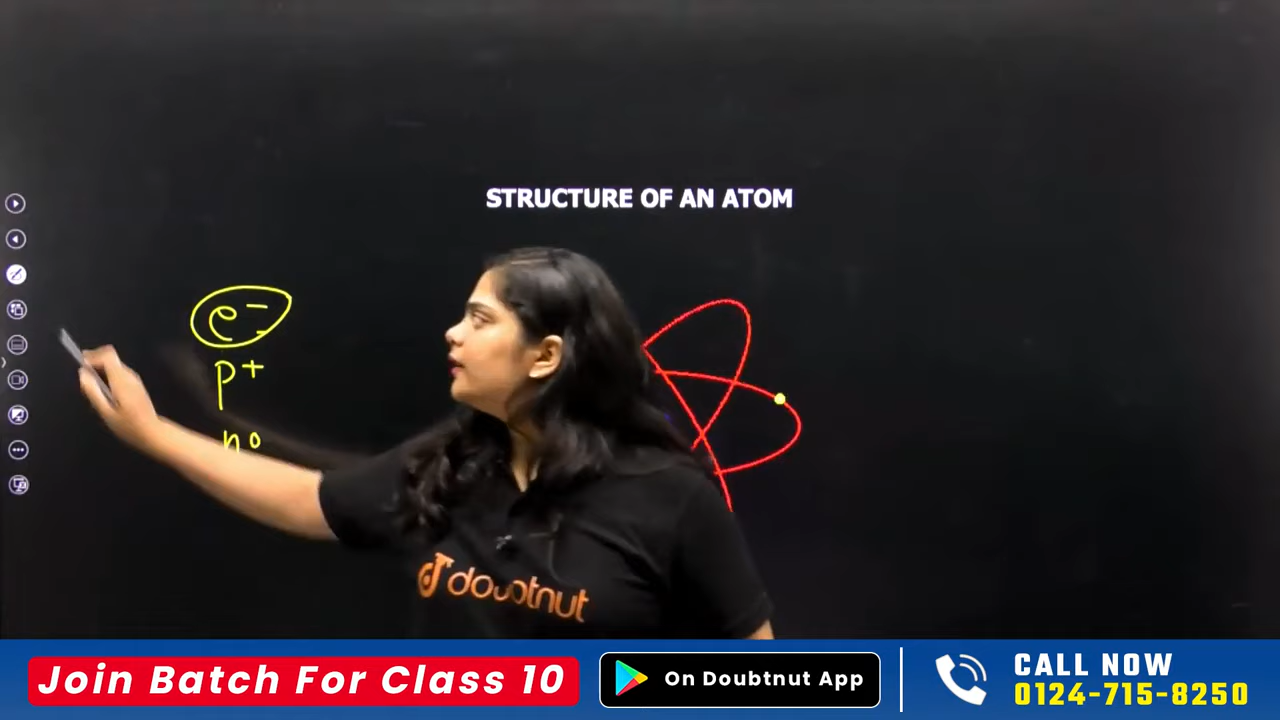 STRUCTURE OF AN ATOM
e-
p+
n0
doubtnut
Join Batch For Class 10
On Doubtnut App
CALL NOW
0124-715-8250